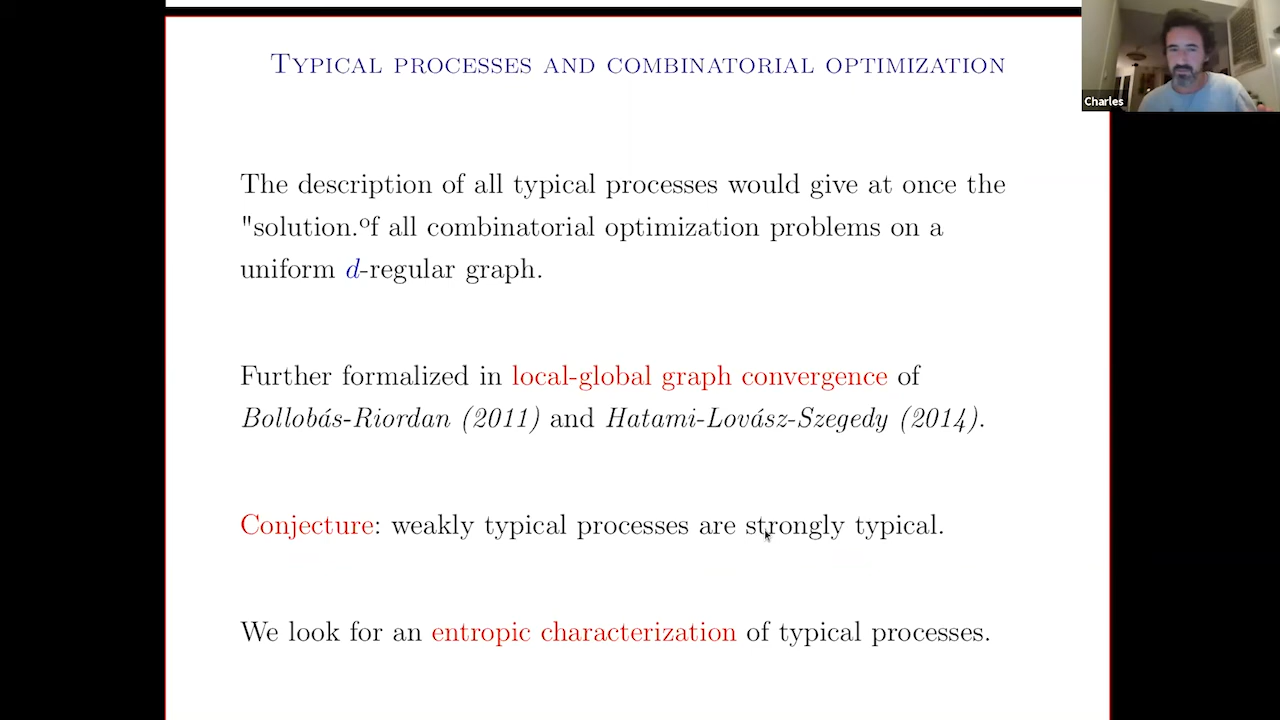 Typical processes and combinatorial optimization
Charles
The description of all typical processes would give at once the
"solution.ºf all combinatorial optimization problems on a
uniform d-regular graph.
Further formalized in local-global graph convergence of
Bollobás-Riordan (2011) and Hatami-Lovász-Szegedy (2014).
Conjecture: weakly typical processes are strongly typical.
We look for an entropic characterization of typical processes.